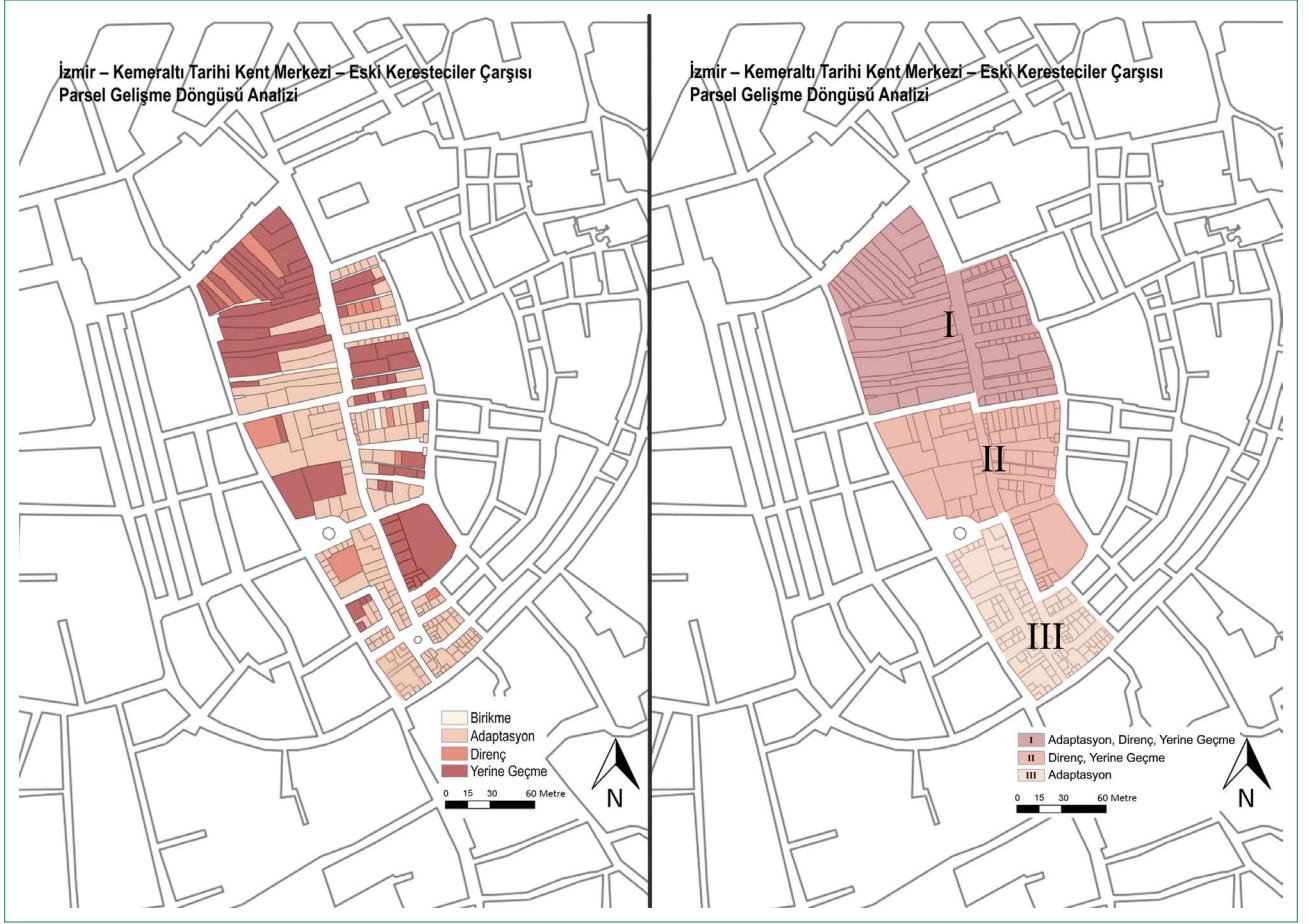 İzmir – Kemeraltı Tarihi Kent Merkezi – Eski Keresteciler Çarşısı
Parsel Gelişme Döngüsü Analizi
Birikme
Adaptasyon
Direnç
Yerine Geçme
0 15 30 60 Metre
N
İzmir – Kemeraltı Tarihi Kent Merkezi – Eski Keresteciler Çarşısı
Parsel Gelişme Döngüsü Analizi
I
II
III
I Adaptasyon, Direnç, Yerine Geçme
II Direnç, Yerine Geçme
III Adaptasyon
0 15 30 60 Metre
N